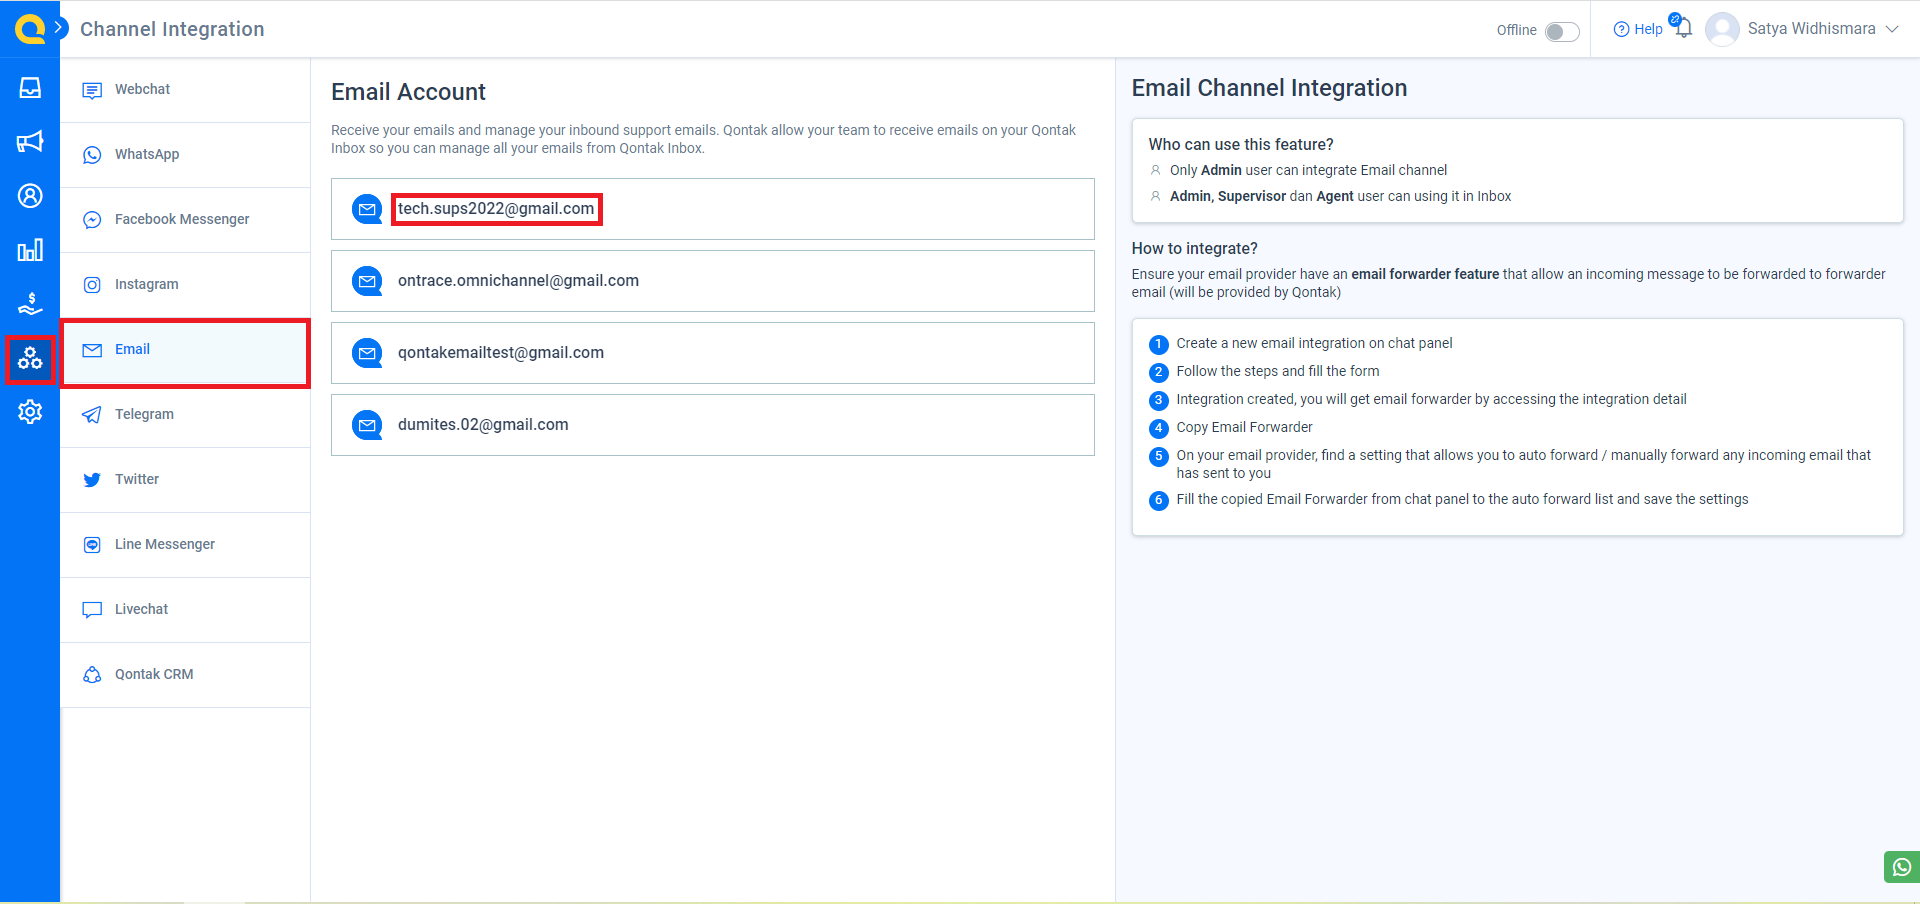 Channel Integration
Offline
Help
Satya Widhismara
Webchat
WhatsApp
Facebook Messenger
Instagram
Email
Telegram
Twitter
Line Messenger
Livechat
Qontak CRM
Email Account
Receive your emails and manage your inbound support emails. Qontak allow your team to receive emails on your Qontak
Inbox so you can manage all your emails from Qontak Inbox.
tech.sups2022@gmail.com
ontrace.omnichannel@gmail.com
qontakemailtest@gmail.com
dumites.02@gmail.com
Email Channel Integration
Who can use this feature?
Only Admin user can integrate Email channel
Admin, Supervisor dan Agent user can using it in Inbox
How to integrate?
Ensure your email provider have an email forwarder feature that allow an incoming message to be forwarded to forwarder
email (will be provided by Qontak)
1 Create a new email integration on chat panel
2 Follow the steps and fill the form
3 Integration created, you will get email forwarder by accessing the integration detail
4 Copy Email Forwarder
5 On your email provider, find a setting that allows you to auto forward / manually forward any incoming email that
has sent to you
6 Fill the copied Email Forwarder from chat panel to the auto forward list and save the settings